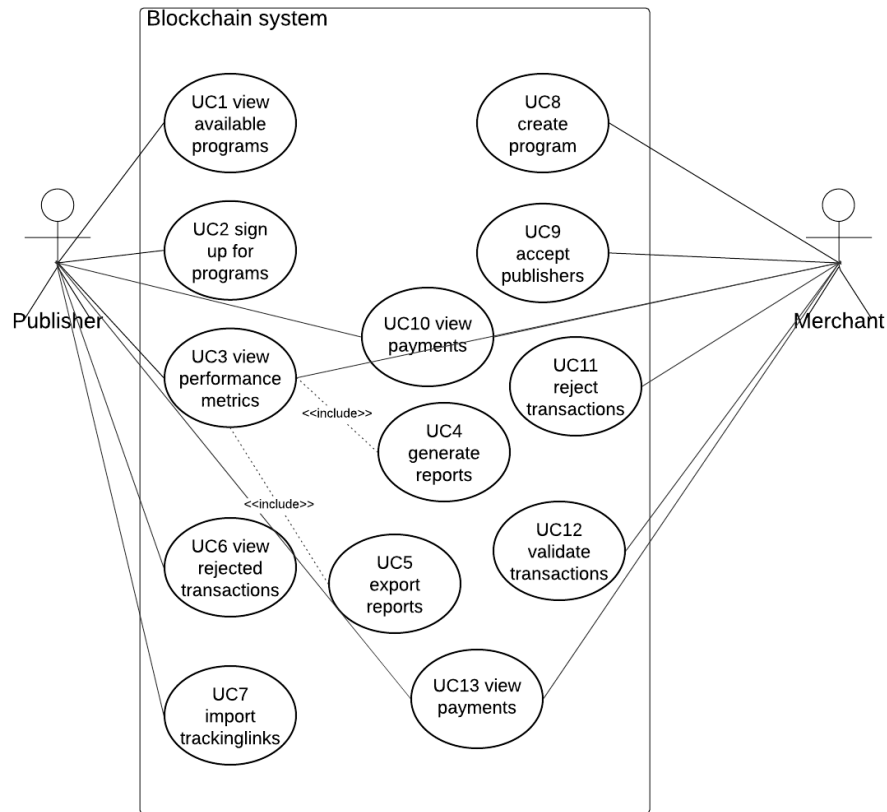 Blockchain system
UC1 view
available
programs
UC8
create
program
UC2 sign
up for
programs
UC9
accept
publishers
Publisher
Merchant
UC10 view
payments
UC3 view
performance
metrics
UC11
reject
transactions
<<include>>
UC4
generate
reports
<<include>>
UC6 view
rejected
transactions
UC5
export
reports
UC12
validate
transactions
UC7
import
trackinglinks
UC13 view
payments